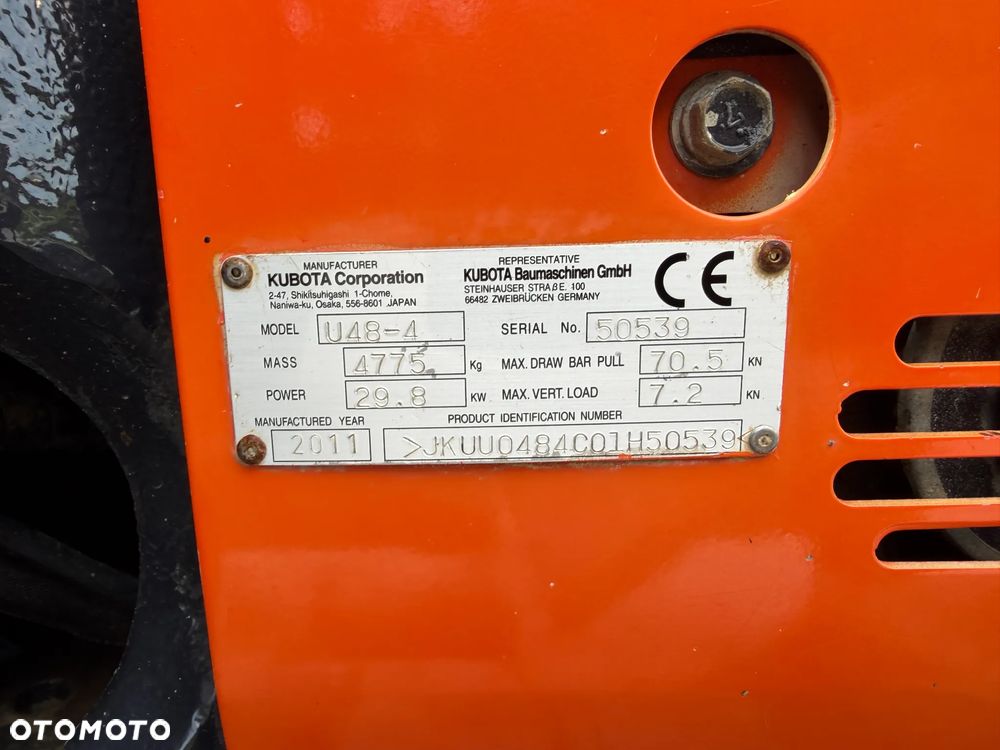 MANUFACTURER
KUBOTA Corporation
2-47, Shikitsuhigashi 1-Chome,
Naniwa-ku, Osaka, 556-8601 JAPAN
REPRESENTATIVE
KUBOTA Baumaschinen GmbH
STEINHAUSER STRAßE. 100
66482 ZWEIBRÜCKEN GERMANY
CE
MODEL U48-4 SERIAL No. 50539
MASS 4775 Kg MAX. DRAW BAR PULL 70.5 KN
POWER 29.8 KW MAX. VERT. LOAD 7.2 KN
MANUFACTURED YEAR PRODUCT IDENTIFICATION NUMBER
2011 >JKUU0484C01H50539<
OTOMOTO